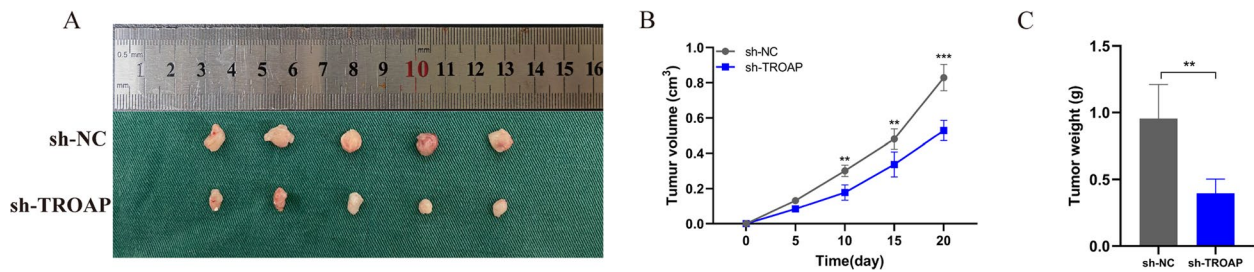 A
0.5 mm
mm
mm
1 2 3 4 5 6 7 8 9 10 11 12 13 14 15 16
sh-NC
sh-TROAP
B
sh-NC
sh-TROAP
Tumur volume (cm3)
1.0
0.8
0.6
0.4
0.2
0.0
**
**
***
0 5 10 15 20
Time(day)
C
Tumor weight (g)
1.5
1.0
0.5
0.0
**
sh-NC sh-TROAP